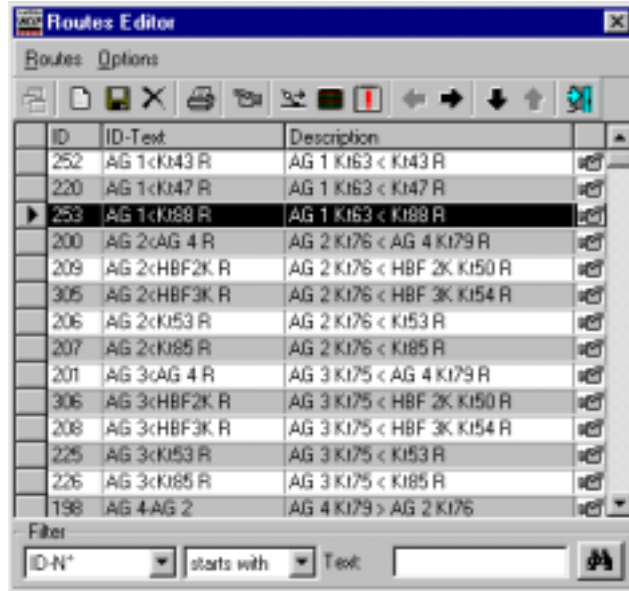 Routes Editor
Routes Options
ID ID-Text Description
252 AG 1<Kt43 R AG 1 Kt63 < Kt43 R
220 AG 1<Kt47 R AG 1 Kt63 < Kt47 R
253 AG 1<Kt88 R AG 1 Kt63 < Kt88 R
200 AG 2<AG 4 R AG 2 Kt76 < AG 4 Kt79 R
209 AG 2<HBF2K R AG 2 Kt76 < HBF 2K Kt50 R
305 AG 2<HBF3K R AG 2 Kt76 < HBF 3K Kt54 R
206 AG 2<Kt53 R AG 2 Kt76 < Kt53 R
207 AG 2<Kt85 R AG 2 Kt76 < Kt85 R
201 AG 3<AG 4 R AG 3 Kt75 < AG 4 Kt79 R
306 AG 3<HBF2K R AG 3 Kt75 < HBF 2K Kt50 R
208 AG 3<HBF3K R AG 3 Kt75 < HBF 3K Kt54 R
225 AG 3<Kt53 R AG 3 Kt75 < Kt53 R
226 AG 3<Kt85 R AG 3 Kt75 < Kt85 R
198 AG 4-AG 2 AG 4 Kt79 > AG 2 Kt76
Filter
ID-N° starts with Text: